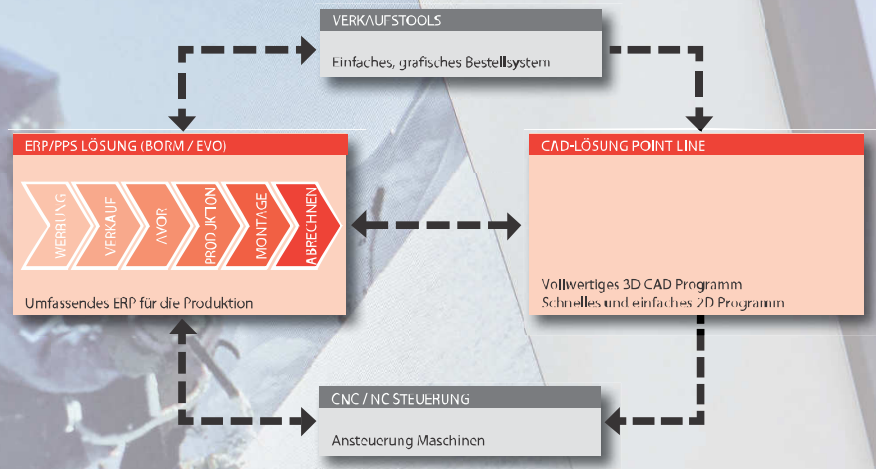 VERKAUFSTOOLS
Einfaches, grafisches Bestellsystem
ERP/PPS LÖSUNG (BORM / EVO)
WERBUNG
VERKAUF
AVOR
PRODUKTION
MONTAGE
ABRECHNEN
Umfassendes ERP für die Produktion
CAD-LÖSUNG POINT LINE
Vollwertiges 3D CAD Programm
Schnelles und einfaches 2D Programm
CNC / NC STEUERUNG
Ansteuerung Maschinen